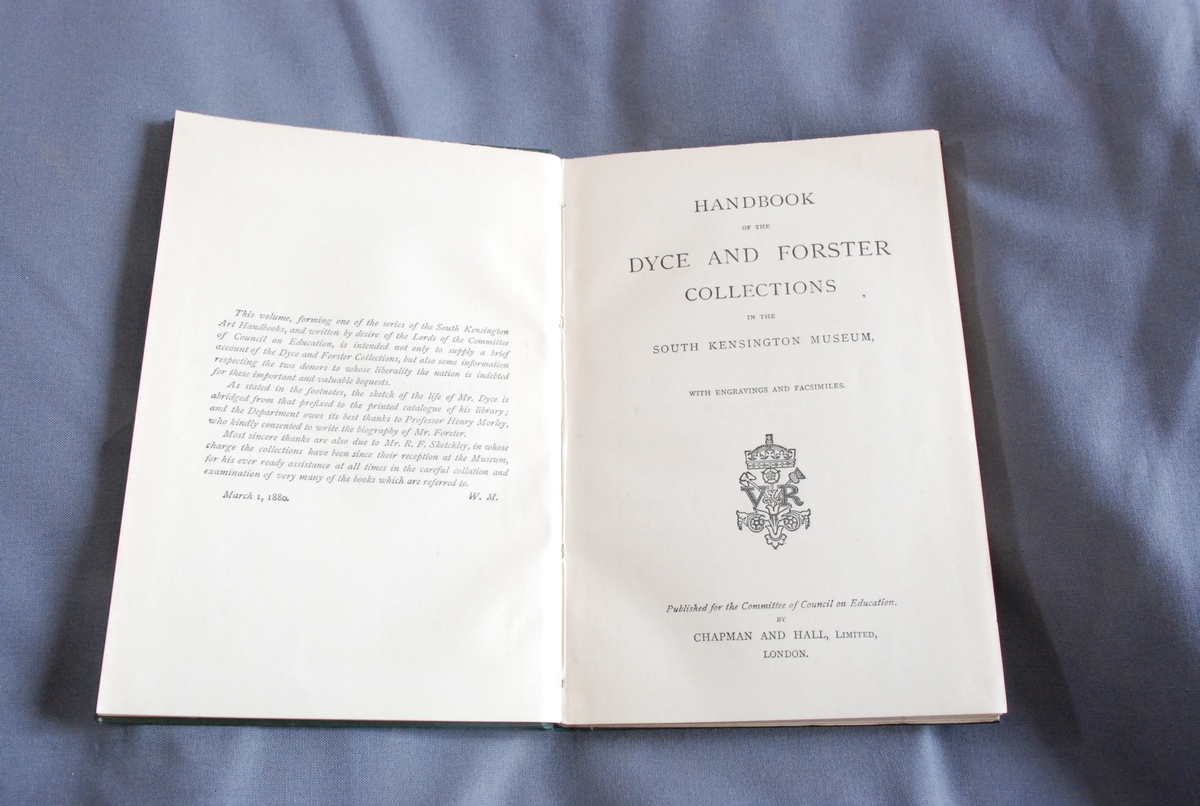 This volume, forming one of the series of the South Kensington
Art Handbooks, and written by desire of the Lords of the Committee
of Council on Education, is intended not only to supply a brief
account of the Dyce and Forster Collections, but also some information
respecting the two donors to whose liberality the nation is indebted
for these important and valuable bequests.
As stated in the footnotes, the sketch of the life of Mr. Dyce is
abridged from that prefixed to the printed catalogue of his library;
and the Department owes its best thanks to Professor Henry Morley,
who kindly consented to write the biography of Mr. Forster.
Most sincere thanks are also due to Mr. R. F. Sketchley, in whose
charge the collections have been since their reception at the Museum,
for his ever ready assistance at all times in the careful collation and
examination of very many of the books which are referred to.
March 1, 1880. W. M.
HANDBOOK
OF THE
DYCE AND FORSTER
COLLECTIONS
IN THE
SOUTH KENSINGTON MUSEUM,
WITH ENGRAVINGS AND FACSIMILES.
V R
Published for the Committee of Council on Education,
BY
CHAPMAN AND HALL, LIMITED,
LONDON.